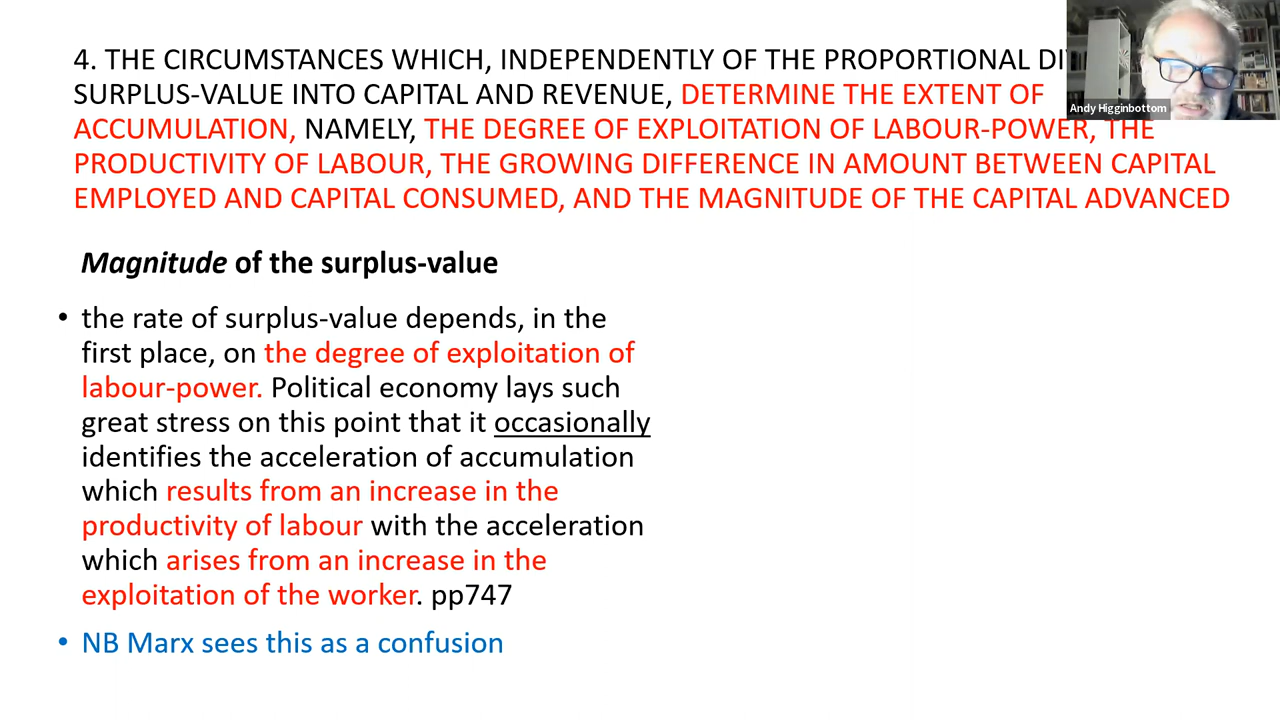 4. THE CIRCUMSTANCES WHICH, INDEPENDENTLY OF THE PROPORTIONAL
SURPLUS-VALUE INTO CAPITAL AND REVENUE, DETERMINE THE EXTENT OF
ACCUMULATION, NAMELY, THE DEGREE OF EXPLOITATION OF LABOUR-POWER, THE
PRODUCTIVITY OF LABOUR, THE GROWING DIFFERENCE IN AMOUNT BETWEEN CAPITAL
EMPLOYED AND CAPITAL CONSUMED, AND THE MAGNITUDE OF THE CAPITAL ADVANCED
Andy Higginbottom
Magnitude of the surplus-value
• the rate of surplus-value depends, in the
first place, on the degree of exploitation of
labour-power. Political economy lays such
great stress on this point that it occasionally
identifies the acceleration of accumulation
which results from an increase in the
productivity of labour with the acceleration
which arises from an increase in the
exploitation of the worker. pp747
• NB Marx sees this as a confusion